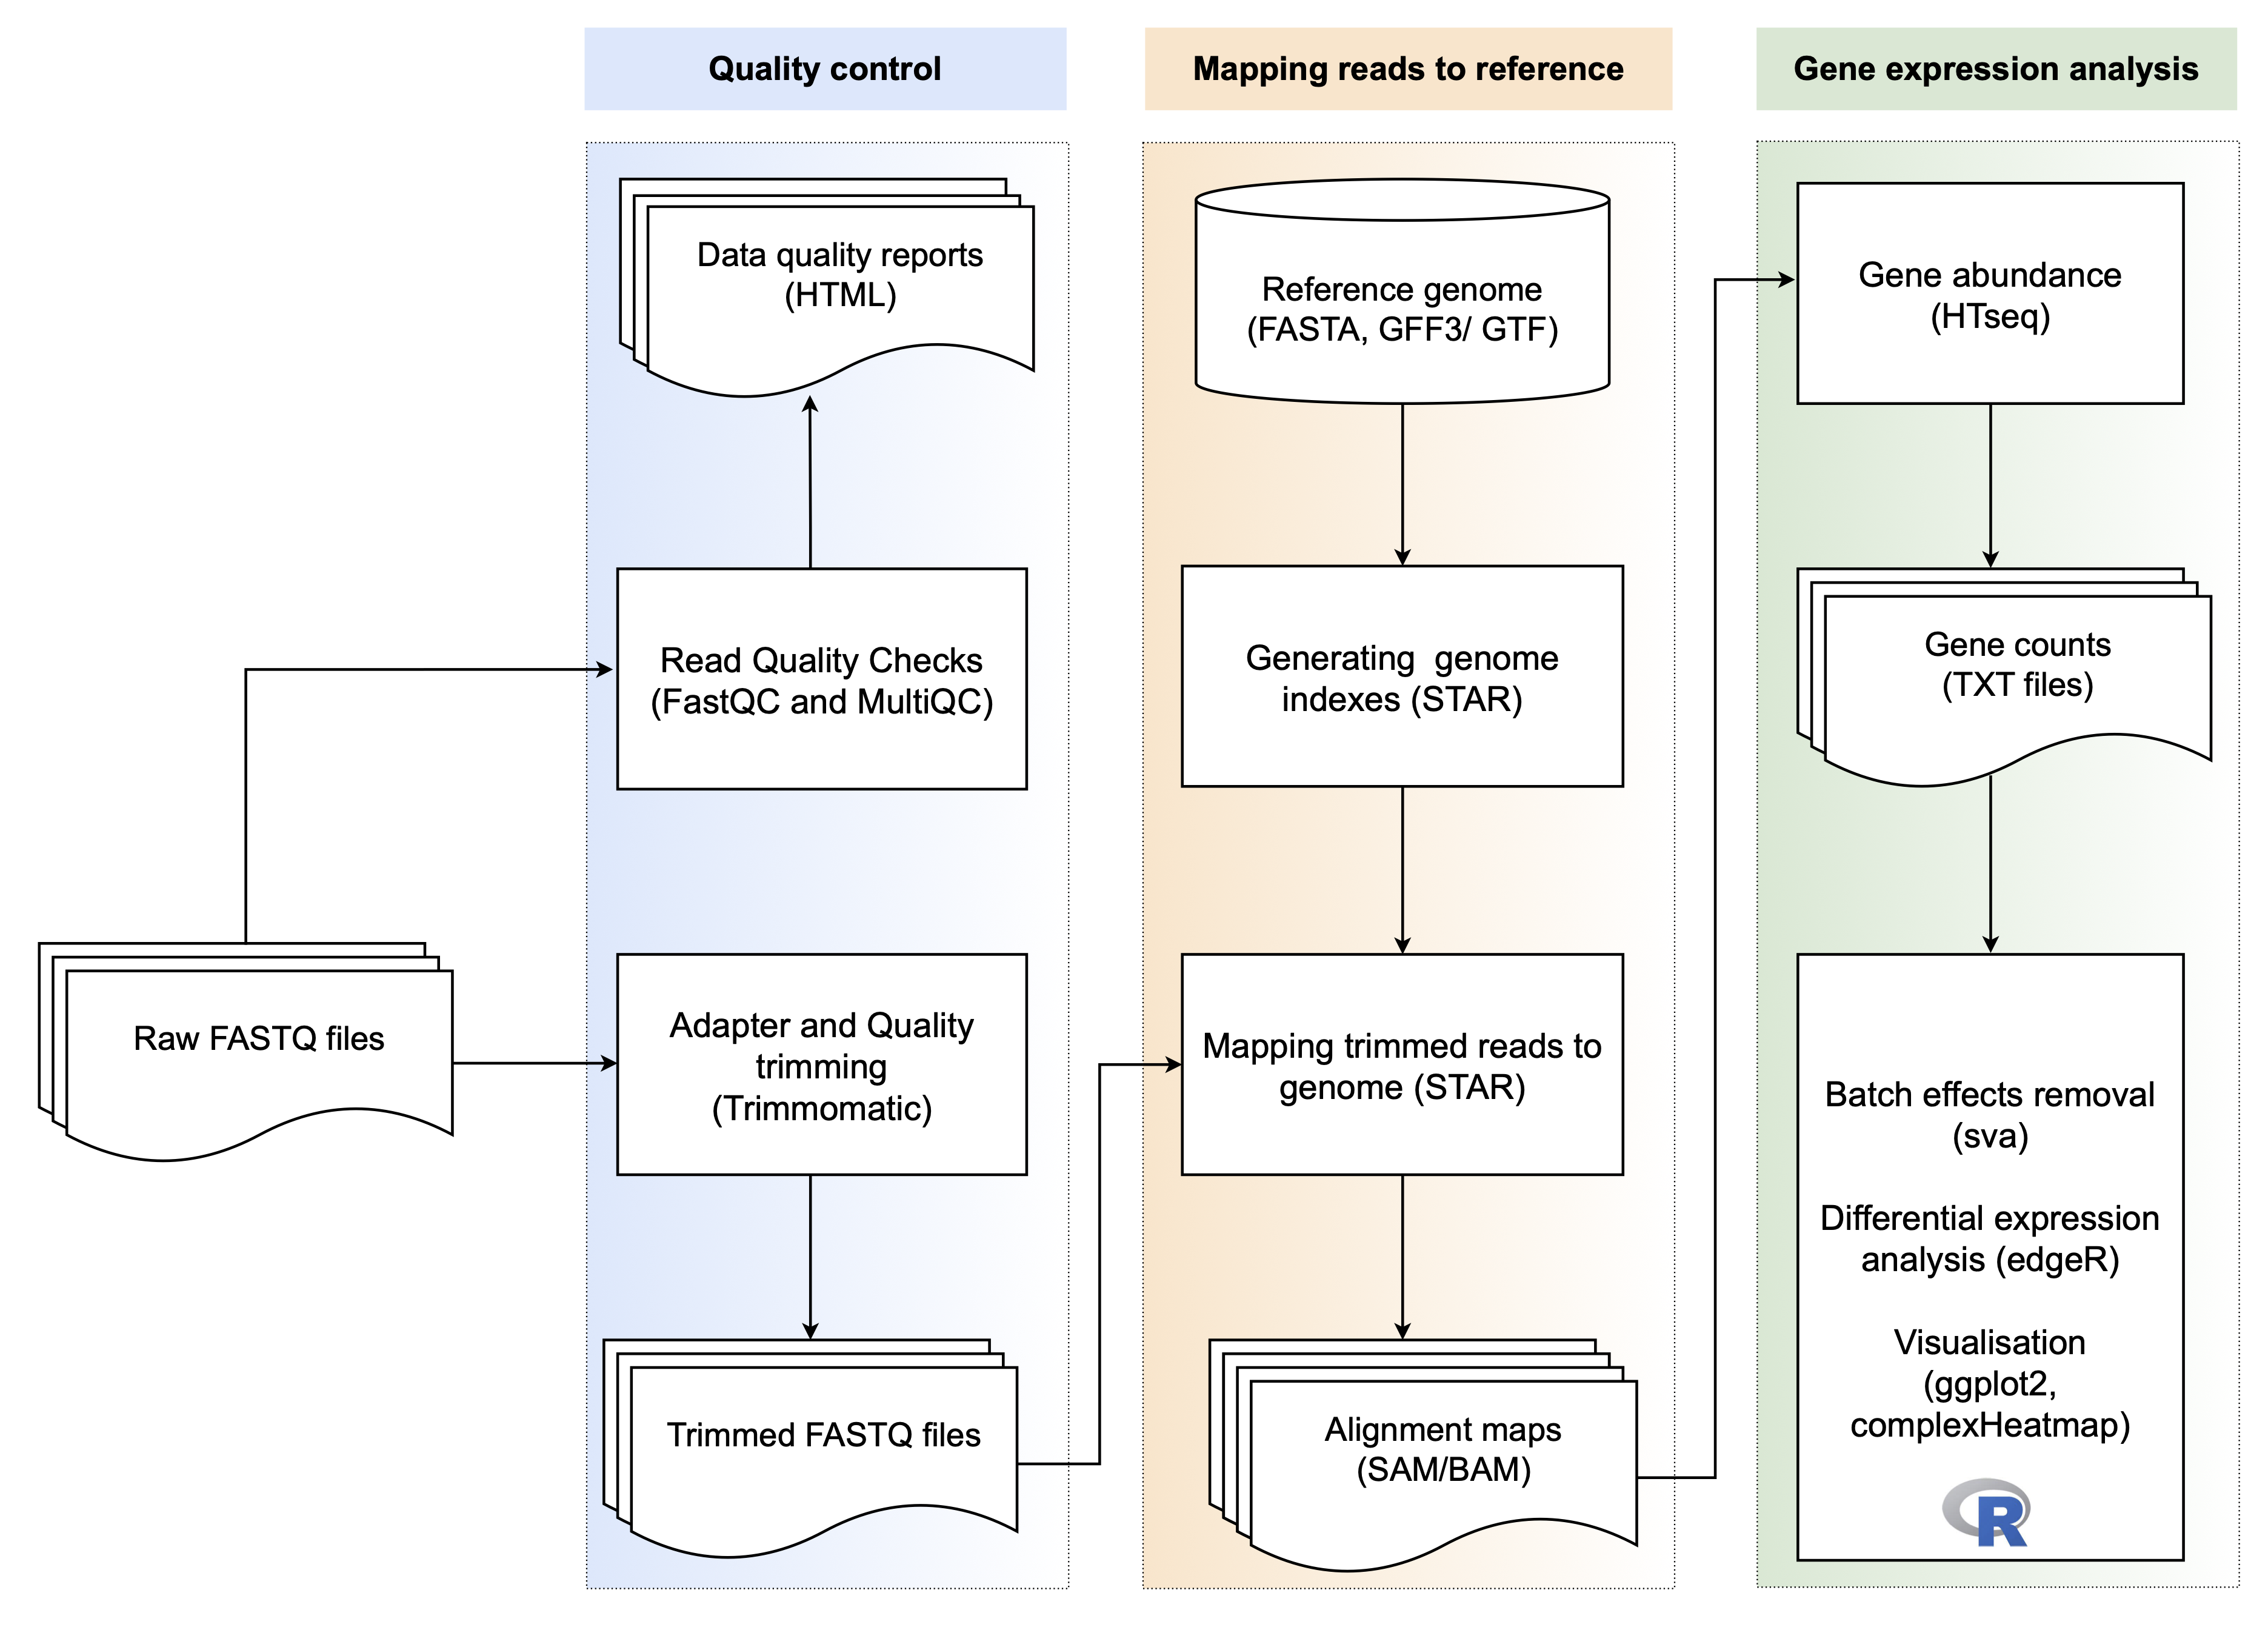 Quality control
Mapping reads to reference
Gene expression analysis
Data quality reports
(HTML)
Read Quality Checks
(FastQC and MultiQC)
Raw FASTQ files
Adapter and Quality
trimming
(Trimmomatic)
Trimmed FASTQ files
Reference genome
(FASTA, GFF3/ GTF)
Generating genome
indexes (STAR)
Mapping trimmed reads to
genome (STAR)
Alignment maps
(SAM/BAM)
Gene abundance
(HTseq)
Gene counts
(TXT files)
Batch effects removal
(sva)
Differential expression
analysis (edgeR)
Visualisation
(ggplot2,
complexHeatmap)
R